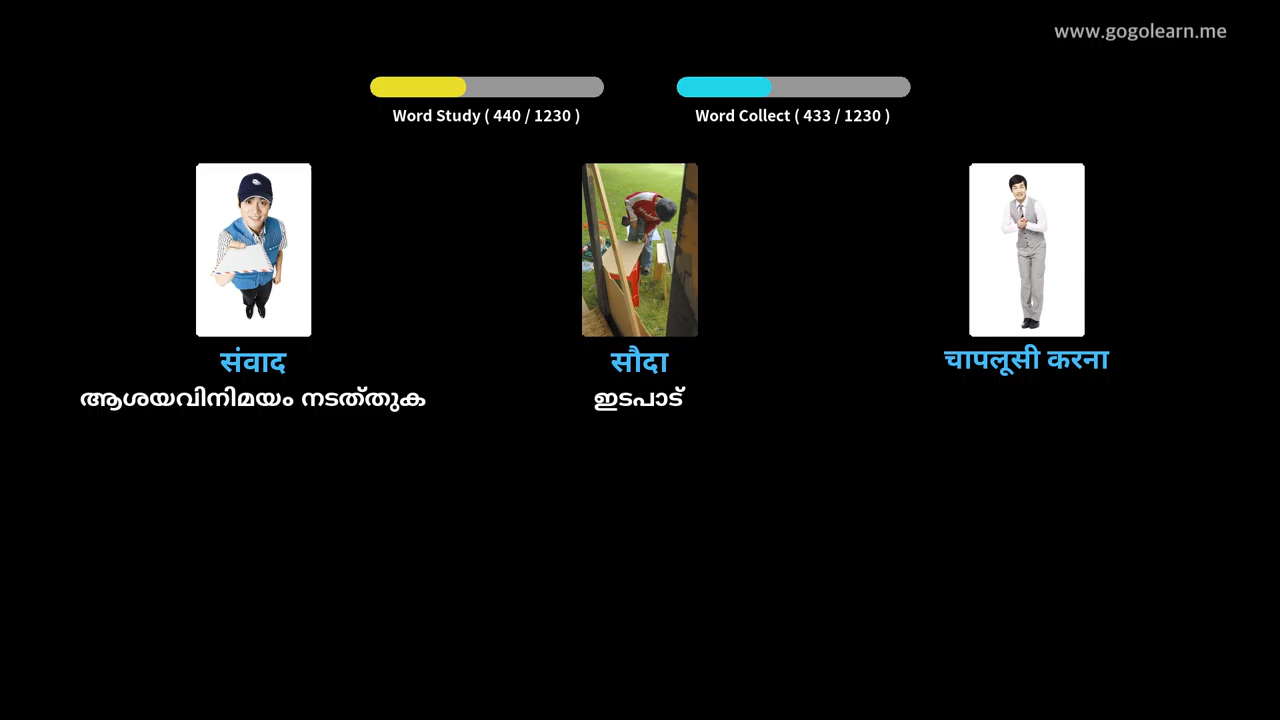 www.gogolearn.me
Word Study ( 440 / 1230 )
Word Collect ( 433 / 1230 )
संवाद
ആശയവിനിമയം നടത്തുക
सौदा
ഇടപാട്
चापलूसी करना